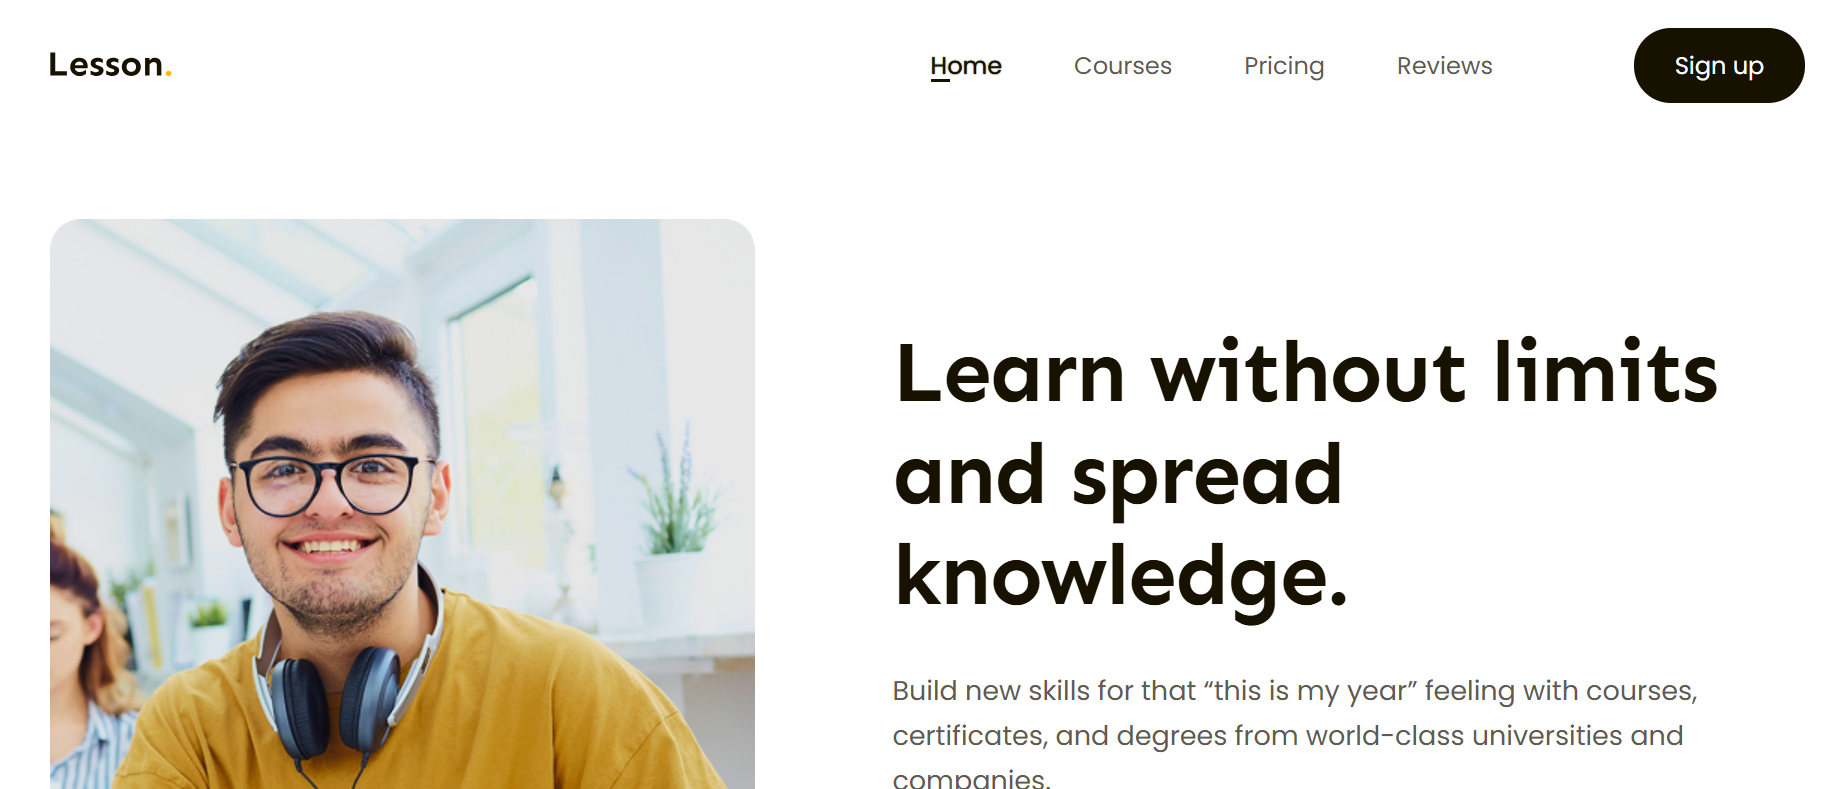 Lesson.
Home Courses Pricing Reviews Sign up
Learn without limits
and spread
knowledge.
Build new skills for that “this is my year” feeling with courses,
certificates, and degrees from world-class universities and
companies.